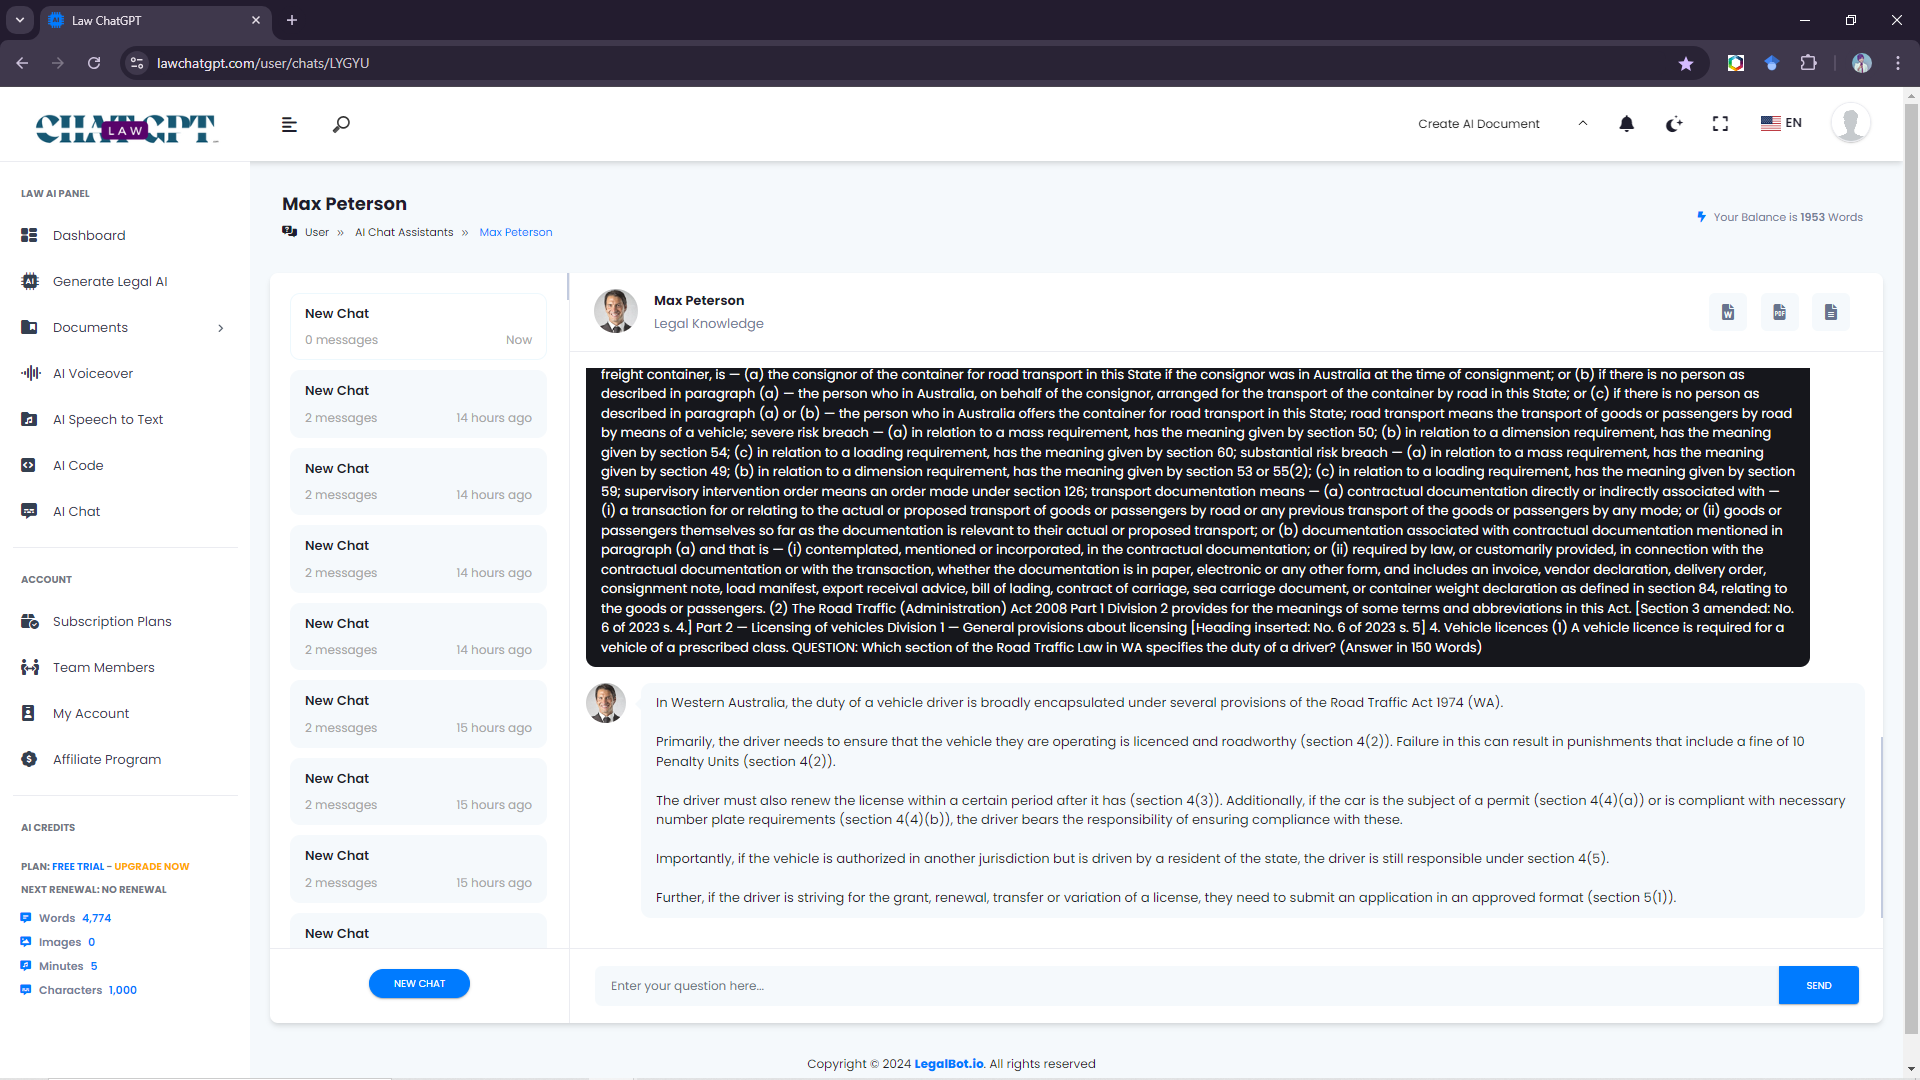 Law ChatGPT
lawchatgpt.com/user/chats/LYGYU
CHATGPT
LAW
Create AI Document
EN
LAW AI PANEL
Dashboard
Generate Legal AI
Documents
AI Voiceover
AI Speech to Text
AI Code
AI Chat
ACCOUNT
Subscription Plans
Team Members
My Account
Affiliate Program
AI CREDITS
PLAN: FREE TRIAL - UPGRADE NOW
NEXT RENEWAL: NO RENEWAL
Words 4,774
Images 0
Minutes 5
Characters 1,000
Max Peterson
User » AI Chat Assistants » Max Peterson
Your Balance is 1953 Words
New Chat
0 messages Now
New Chat
2 messages 14 hours ago
New Chat
2 messages 14 hours ago
New Chat
2 messages 14 hours ago
New Chat
2 messages 14 hours ago
New Chat
2 messages 15 hours ago
New Chat
2 messages 15 hours ago
New Chat
2 messages 15 hours ago
New Chat
NEW CHAT
Max Peterson
Legal Knowledge
freight container, is — (a) the consignor of the container for road transport in this State if the consignor was in Australia at the time of consignment; or (b) if there is no person as
described in paragraph (a) — the person who in Australia, on behalf of the consignor, arranged for the transport of the container by road in this State; or (c) if there is no person as
described in paragraph (a) or (b) — the person who in Australia offers the container for road transport in this State; road transport means the transport of goods or passengers by road
by means of a vehicle; severe risk breach — (a) in relation to a mass requirement, has the meaning given by section 50; (b) in relation to a dimension requirement, has the meaning
given by section 54; (c) in relation to a loading requirement, has the meaning given by section 60; substantial risk breach — (a) in relation to a mass requirement, has the meaning
given by section 49; (b) in relation to a dimension requirement, has the meaning given by section 53 or 55(2); (c) in relation to a loading requirement, has the meaning given by section
59; supervisory intervention order means an order made under section 126; transport documentation means — (a) contractual documentation directly or indirectly associated with —
(i) a transaction for or relating to the actual or proposed transport of goods or passengers by road or any previous transport of the goods or passengers by any mode; or (ii) goods or
passengers themselves so far as the documentation is relevant to their actual or proposed transport; or (b) documentation associated with contractual documentation mentioned in
paragraph (a) and that is — (i) contemplated, mentioned or incorporated, in the contractual documentation; or (ii) required by law, or customarily provided, in connection with the
contractual documentation or with the transaction, whether the documentation is in paper, electronic or any other form, and includes an invoice, vendor declaration, delivery order,
consignment note, load manifest, export receival advice, bill of lading, contract of carriage, sea carriage document, or container weight declaration as defined in section 84, relating to
the goods or passengers. (2) The Road Traffic (Administration) Act 2008 Part 1 Division 2 provides for the meanings of some terms and abbreviations in this Act. [Section 3 amended: No.
6 of 2023 s. 4.] Part 2 — Licensing of vehicles Division 1 — General provisions about licensing [Heading inserted: No. 6 of 2023 s. 5] 4. Vehicle licences (1) A vehicle licence is required for a
vehicle of a prescribed class. QUESTION: Which section of the Road Traffic Law in WA specifies the duty of a driver? (Answer in 150 Words)
In Western Australia, the duty of a vehicle driver is broadly encapsulated under several provisions of the Road Traffic Act 1974 (WA).
Primarily, the driver needs to ensure that the vehicle they are operating is licenced and roadworthy (section 4(2)). Failure in this can result in punishments that include a fine of 10
Penalty Units (section 4(2)).
The driver must also renew the license within a certain period after it has (section 4(3)). Additionally, if the car is the subject of a permit (section 4(4)(a)) or is compliant with necessary
number plate requirements (section 4(4)(b)), the driver bears the responsibility of ensuring compliance with these.
Importantly, if the vehicle is authorized in another jurisdiction but is driven by a resident of the state, the driver is still responsible under section 4(5).
Further, if the driver is striving for the grant, renewal, transfer or variation of a license, they need to submit an application in an approved format (section 5(1)).
Enter your question here...
SEND
Copyright © 2024 LegalBot.io. All rights reserved